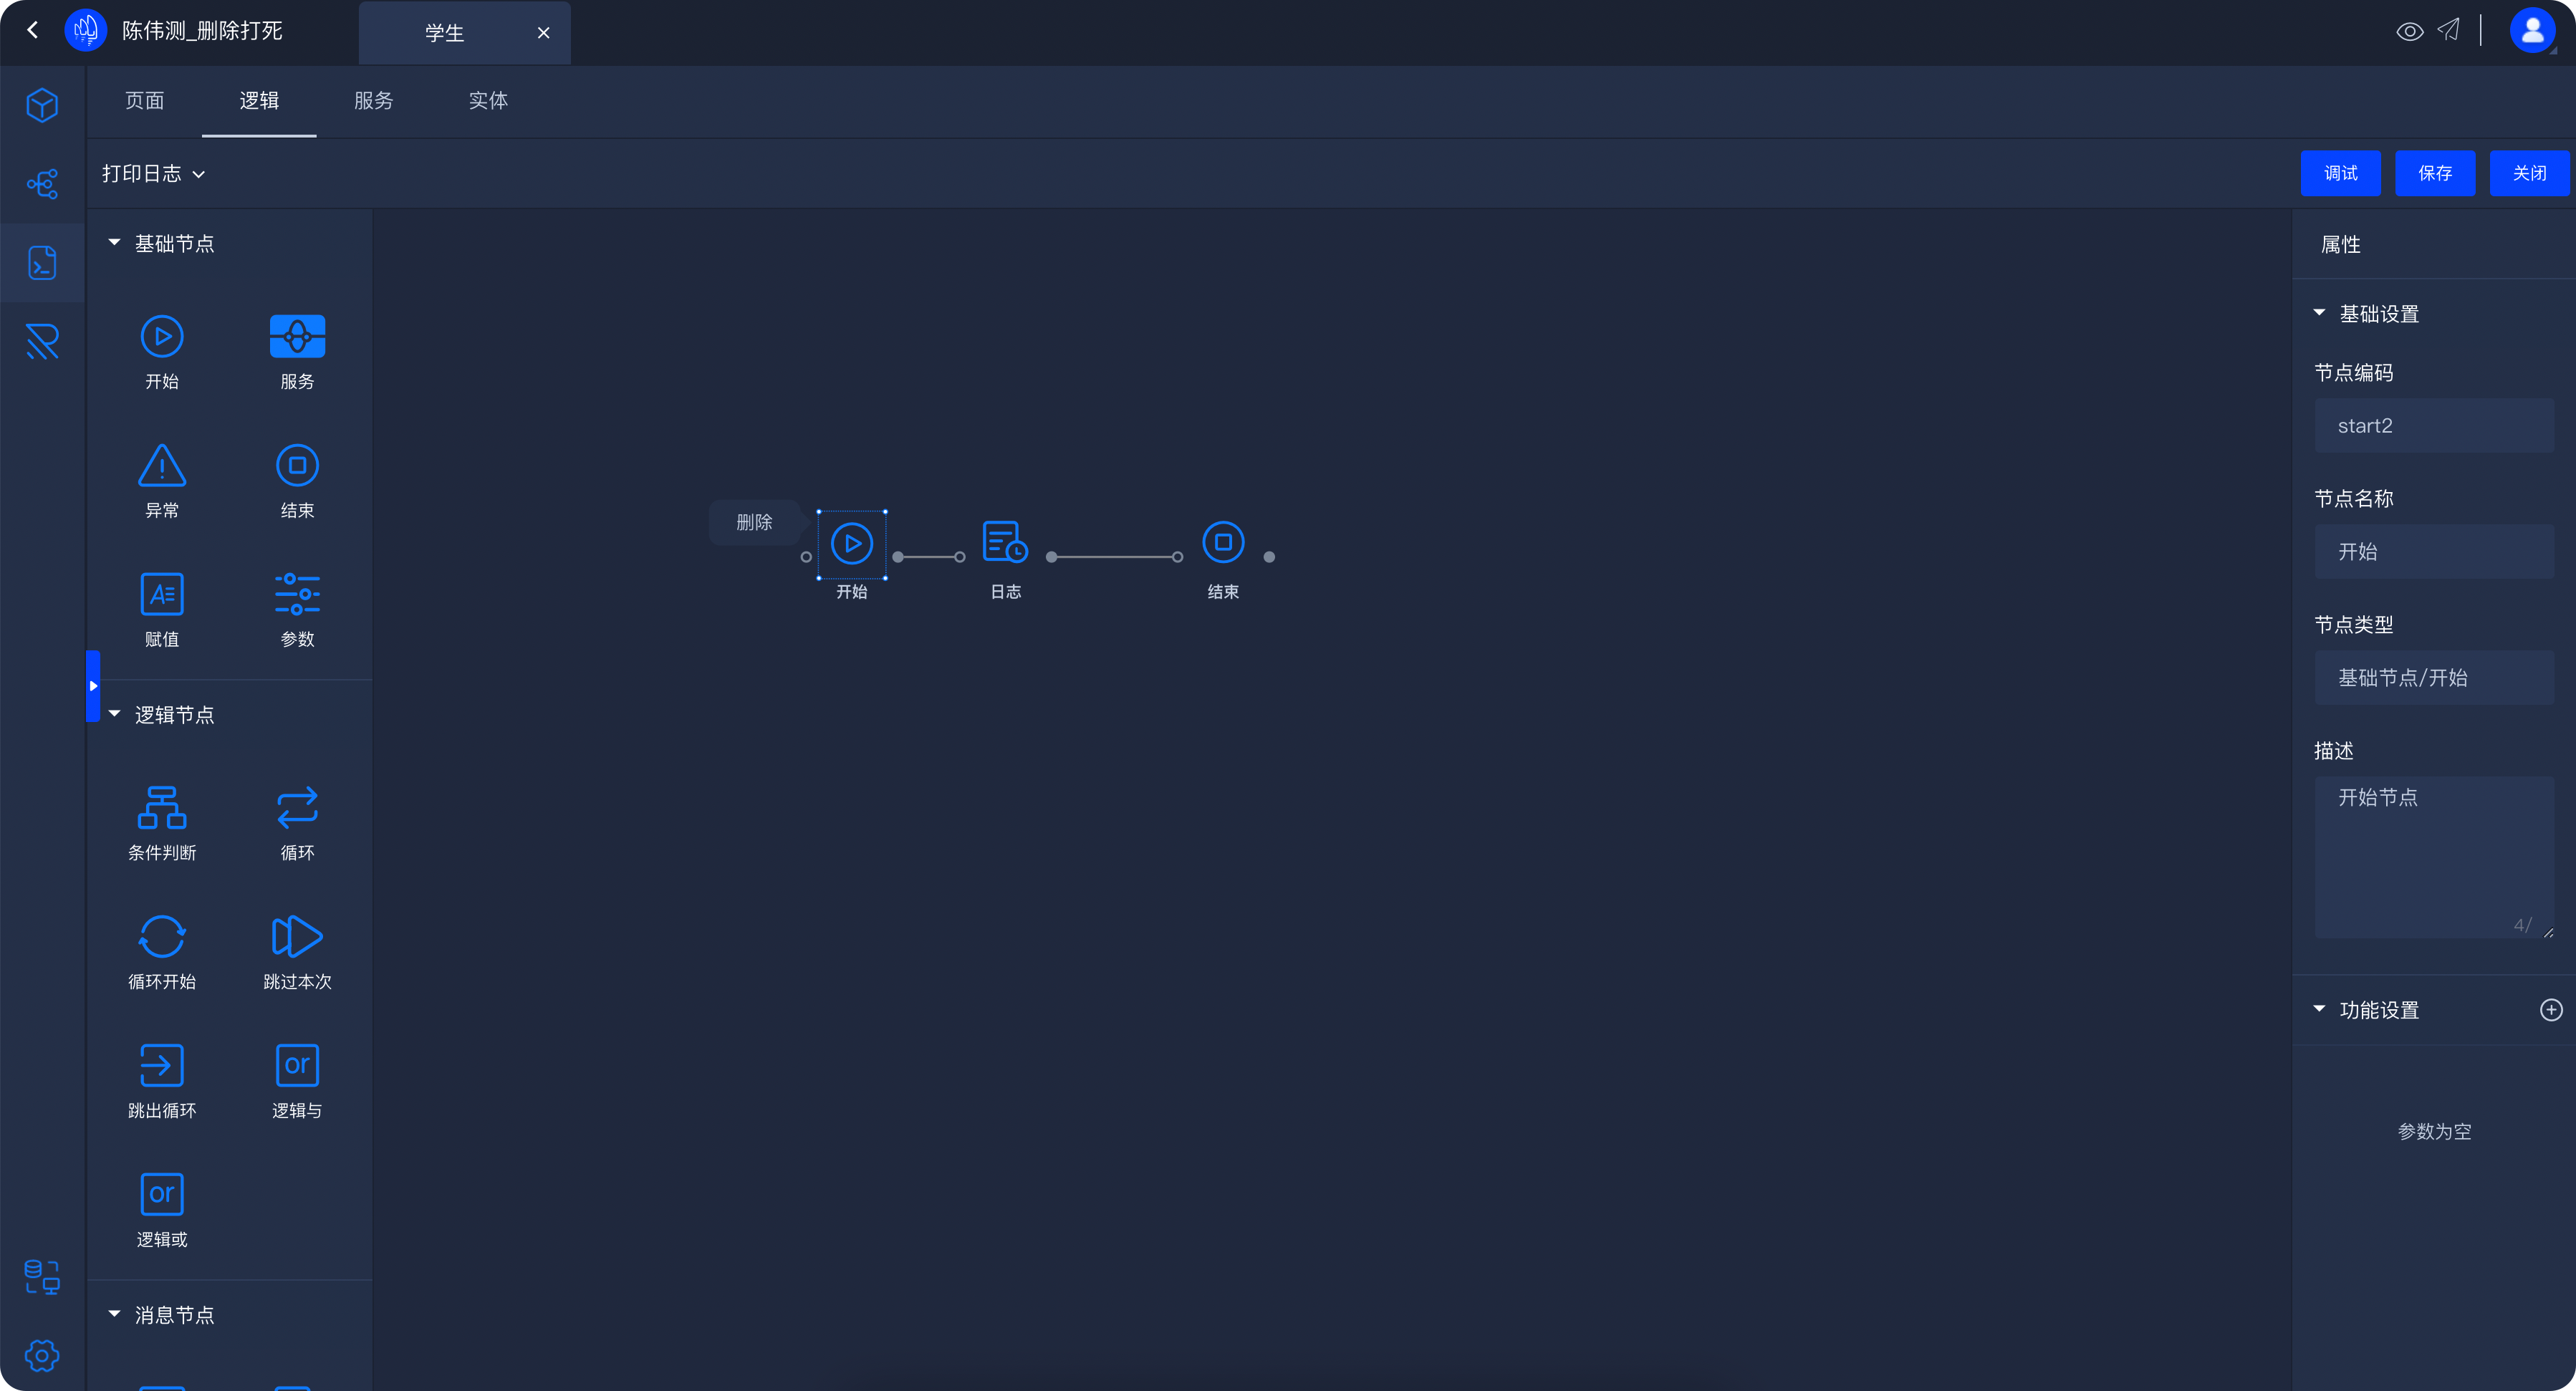 陈伟测_删除打死
学生
页面 逻辑 服务 实体
打印日志
调试 保存 关闭
基础节点
开始 服务
异常 结束
赋值 参数
逻辑节点
条件判断 循环
循环开始 跳过本次
跳出循环 or 逻辑与
or 逻辑或
消息节点
删除
开始 日志 结束
属性
基础设置
节点编码
start2
节点名称
开始
节点类型
基础节点/开始
描述
开始节点
4/
功能设置
参数为空